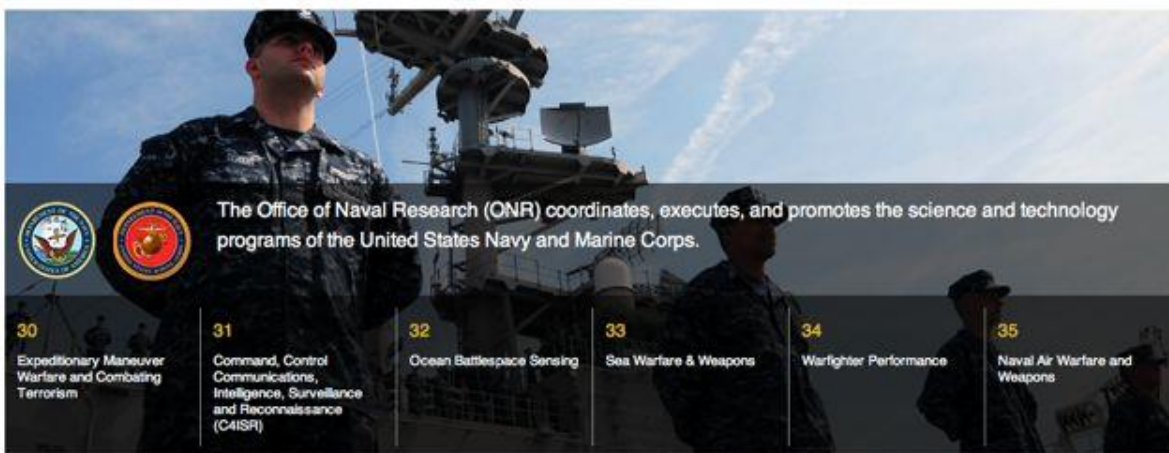 The Office of Naval Research (ONR) coordinates, executes, and promotes the science and technology
programs of the United States Navy and Marine Corps.
30
Expeditionary Maneuver
Warfare and Combating
Terrorism
31
Command, Control
Communications,
Intelligence, Surveillance
and Reconnaissance
(C4ISR)
32
Ocean Battlespace Sensing
33
Sea Warfare & Weapons
34
Warfighter Performance
35
Naval Air Warfare and
Weapons